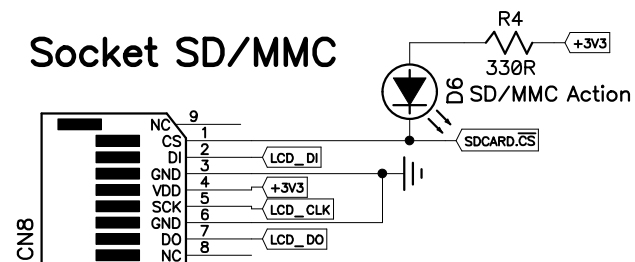 R4
+3V3
Socket SD/MMC
330R
D6
SD/MMC Action
NC 9
CS 1
SDCARD.CS
DI 2 LCD_DI
GND 3
VDD 4 +3V3
SCK 5 LCD_CLK
GND 6
DO 7 LCD_DO
NC 8
CN8